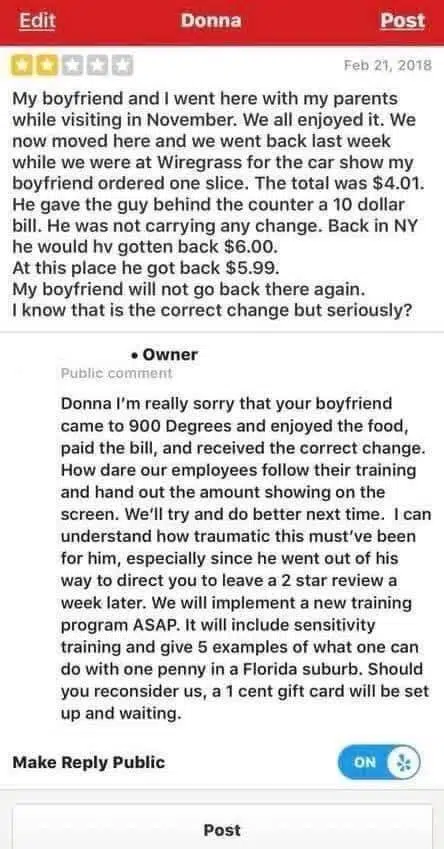 Edit Donna Post
Feb 21, 2018
My boyfriend and I went here with my parents
while visiting in November. We all enjoyed it. We
now moved here and we went back last week
while we were at Wiregrass for the car show my
boyfriend ordered one slice. The total was $4.01.
He gave the guy behind the counter a 10 dollar
bill. He was not carrying any change. Back in NY
he would hv gotten back $6.00.
At this place he got back $5.99.
My boyfriend will not go back there again.
I know that is the correct change but seriously?
• Owner
Public comment
Donna I'm really sorry that your boyfriend
came to 900 Degrees and enjoyed the food,
paid the bill, and received the correct change.
How dare our employees follow their training
and hand out the amount showing on the
screen. We'll try and do better next time. I can
understand how traumatic this must've been
for him, especially since he went out of his
way to direct you to leave a 2 star review a
week later. We will implement a new training
program ASAP. It will include sensitivity
training and give 5 examples of what one can
do with one penny in a Florida suburb. Should
you reconsider us, a 1 cent gift card will be set
up and waiting.
Make Reply Public ON
Post